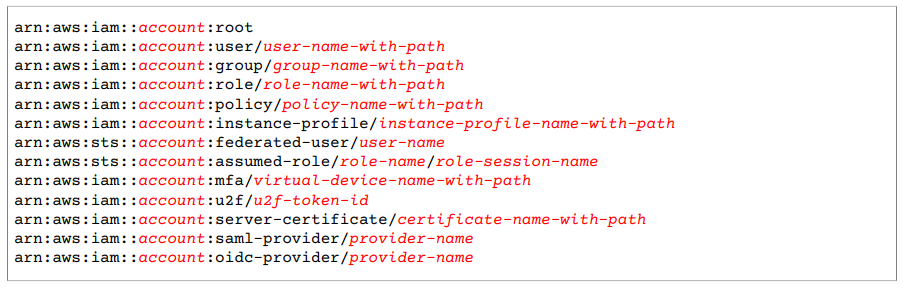 arn:aws:iam::account:root
arn:aws:iam::account:user/user-name-with-path
arn:aws:iam::account:group/group-name-with-path
arn:aws:iam::account:role/role-name-with-path
arn:aws:iam::account:policy/policy-name-with-path
arn:aws:iam::account:instance-profile/instance-profile-name-with-path
arn:aws:sts::account:federated-user/user-name
arn:aws:sts::account:assumed-role/role-name/role-session-name
arn:aws:iam::account:mfa/virtual-device-name-with-path
arn:aws:iam::account:u2f/u2f-token-id
arn:aws:iam::account:server-certificate/certificate-name-with-path
arn:aws:iam::account:saml-provider/provider-name
arn:aws:iam::account:oidc-provider/provider-name